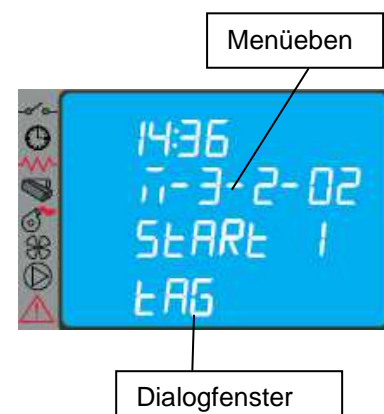 Menüeben
14:36
M-3-2-02
StARt 1
tAG
Dialogfenster